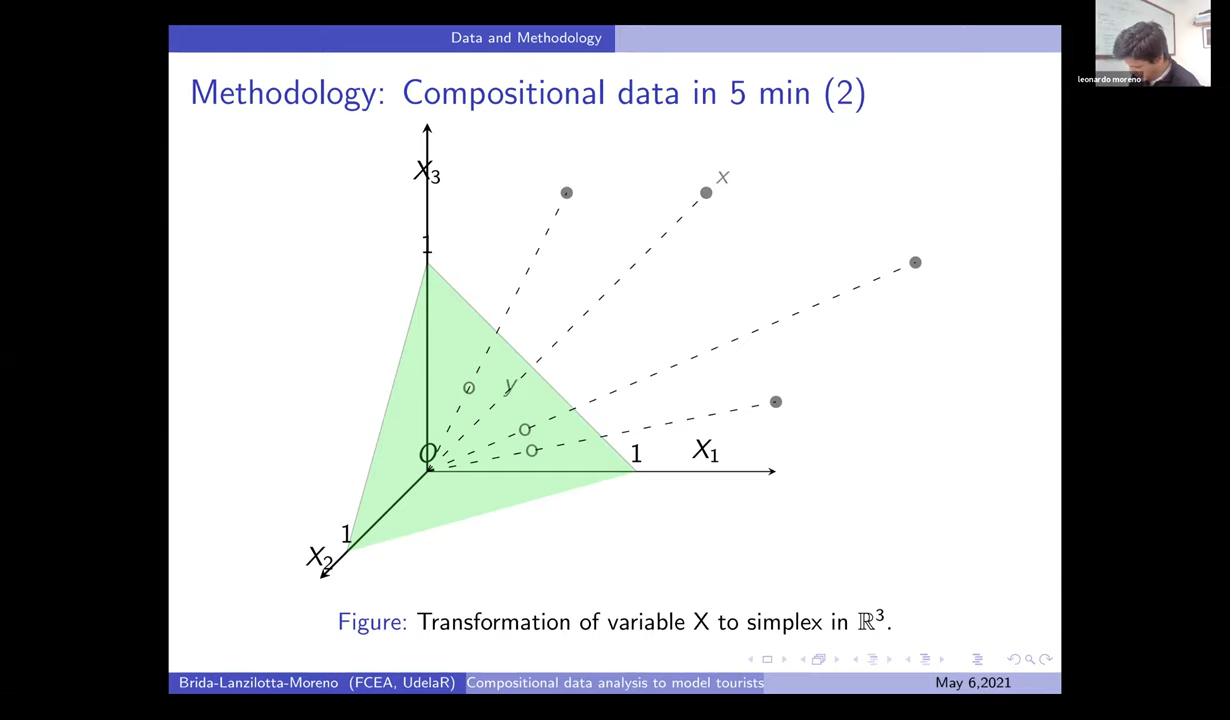 Data and Methodology
leonardo moreno
Methodology: Compositional data in 5 min (2)
X₃
x
1
y
o
o
O
o
1
X₁
1
X₂
Figure: Transformation of variable X to simplex in ℝ³.
Brida-Lanzilotta-Moreno (FCEA, UdelaR) Compositional data analysis to model tourists May 6,2021